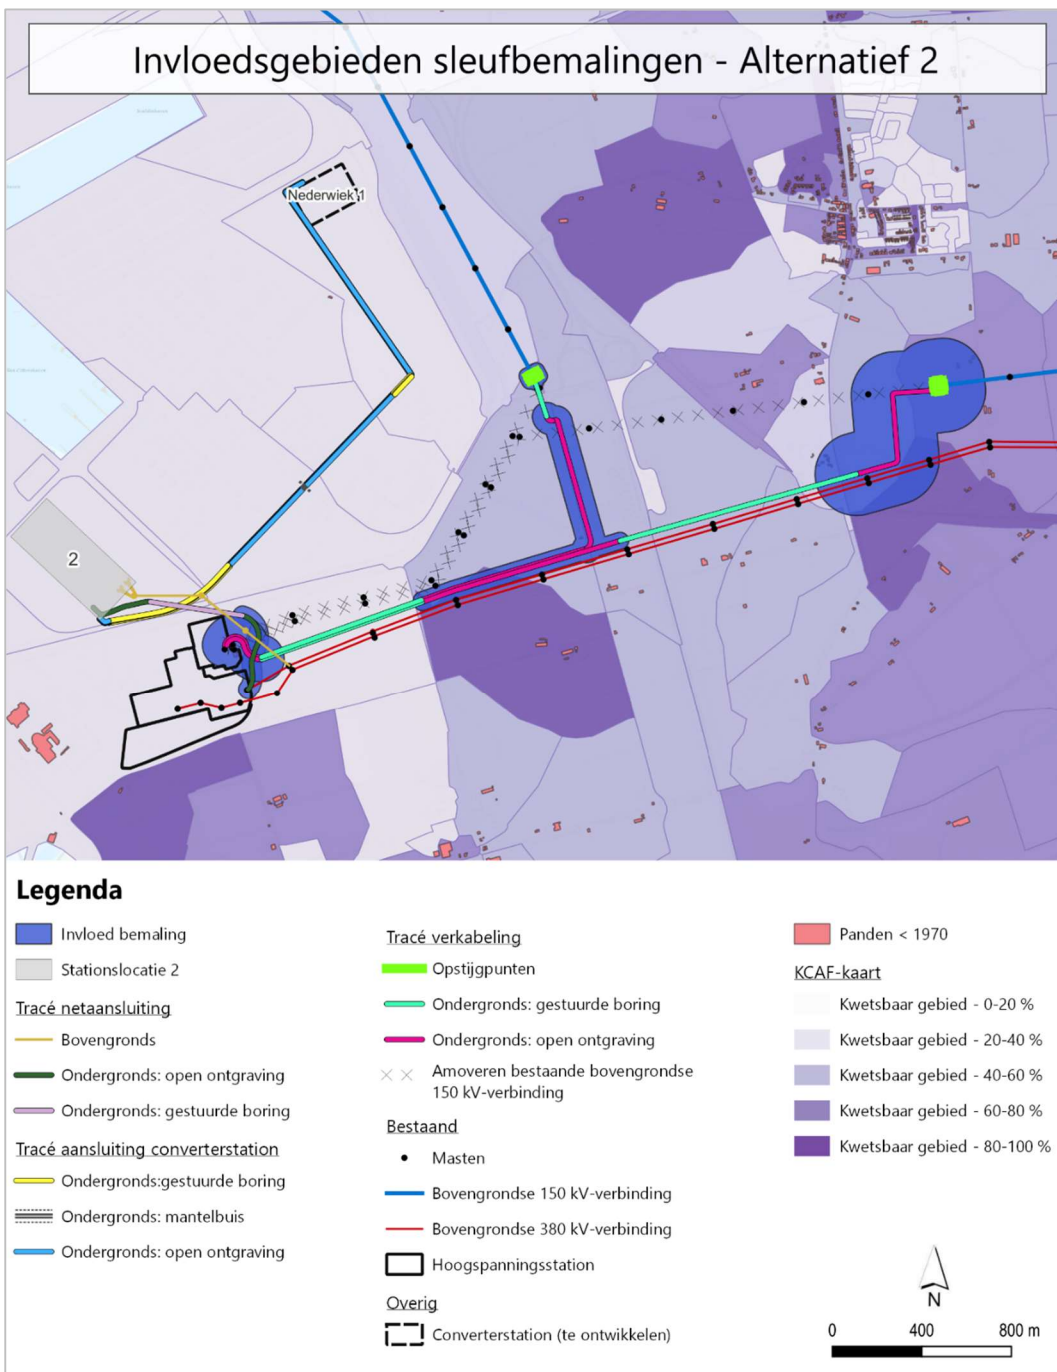 Invloedsgebieden sleufbemalingen - Alternatief 2
Nederwiek 1
2
Legenda
Invloed bemaling
Stationslocatie 2
Tracé netaansluiting
Bovengronds
Ondergronds: open ontgraving
Ondergronds: gestuurde boring
Tracé aansluiting converterstation
Ondergronds:gestuurde boring
Ondergronds: mantelbuis
Ondergronds: open ontgraving
Tracé verkabeling
Opstijgpunten
Ondergronds: gestuurde boring
Ondergronds: open ontgraving
Amoveren bestaande bovengrondse
150 kV-verbinding
Bestaand
Masten
Bovengrondse 150 kV-verbinding
Bovengrondse 380 kV-verbinding
Hoogspanningsstation
Overig
Converterstation (te ontwikkelen)
Panden < 1970
KCAF-kaart
Kwetsbaar gebied - 0-20 %
Kwetsbaar gebied - 20-40 %
Kwetsbaar gebied - 40-60 %
Kwetsbaar gebied - 60-80 %
Kwetsbaar gebied - 80-100 %
N
0 400 800 m